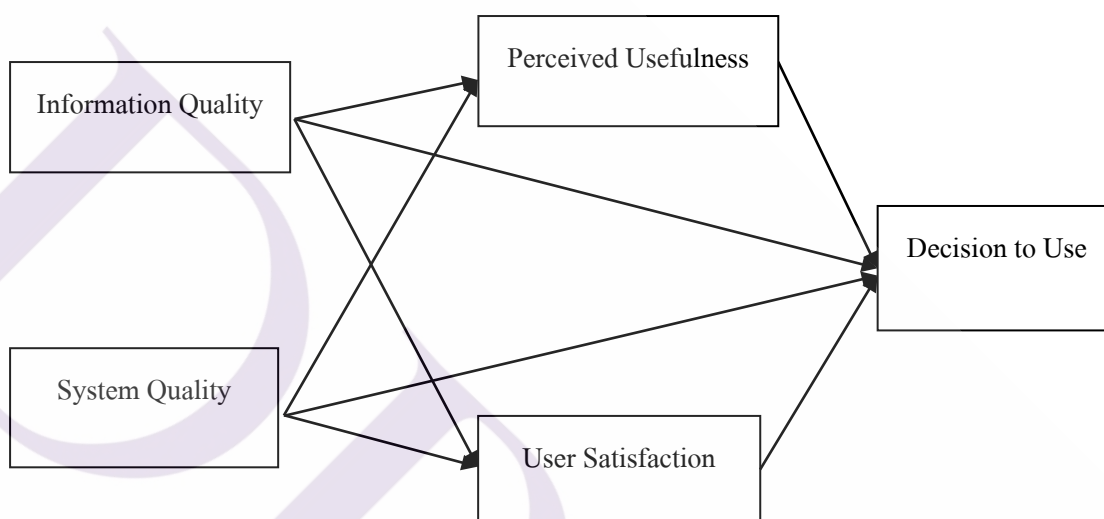 Perceived Usefulness
Information Quality
Decision to Use
System Quality
User Satisfaction